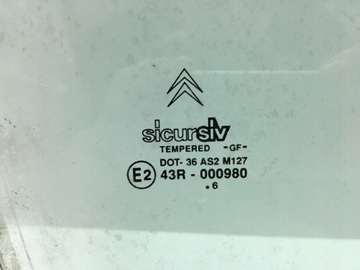 sicursiv
TEMPERED -GF-
DOT- 36 AS2 M127
E2 43R - 000980
.6